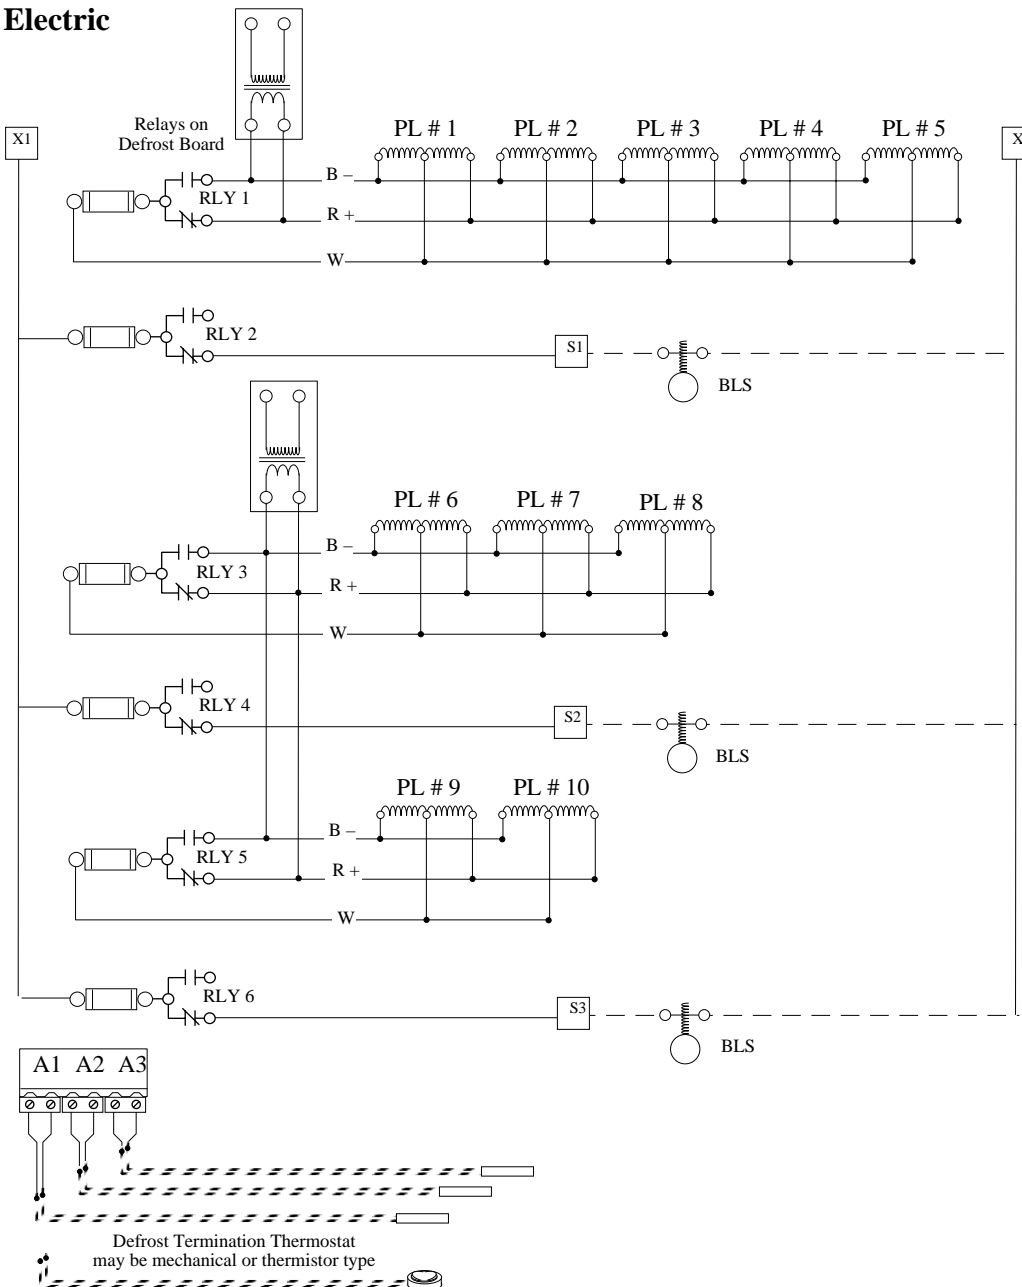 Electric
Relays on
Defrost Board
X1
X
PL # 1
PL # 2
PL # 3
PL # 4
PL # 5
B –
RLY 1
R +
W
RLY 2
S1
BLS
PL # 6
PL # 7
PL # 8
B –
RLY 3
R +
W
RLY 4
S2
BLS
PL # 9
PL # 10
B –
RLY 5
R +
W
RLY 6
S3
BLS
A1 A2 A3
Defrost Termination Thermostat
may be mechanical or thermistor type